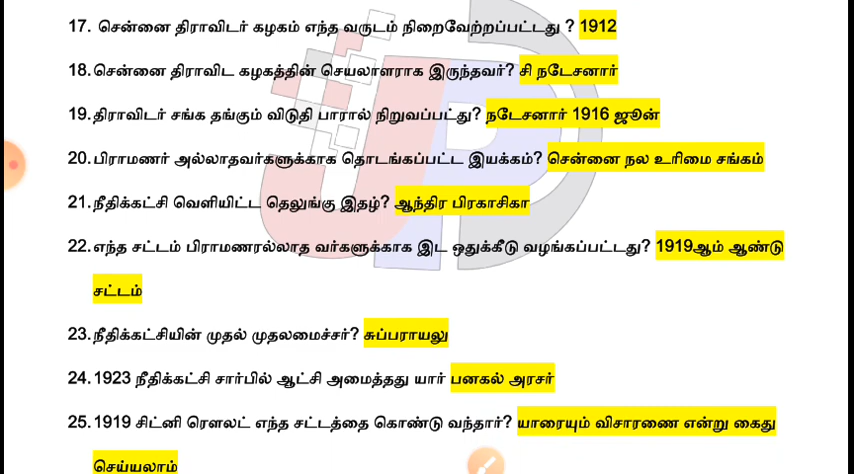 17. சென்னை திராவிடர் கழகம் எந்த வருடம் நிறைவேற்றப்பட்டது ? 1912
18.சென்னை திராவிட கழகத்தின் செயலாளராக இருந்தவர்? சி நடேசனார்
19.திராவிடர் சங்க தங்கும் விடுதி பாரால் நிறுவப்பட்து? நடேசனார் 1916 ஜூன்
20.பிராமணர் அல்லாதவர்களுக்காக தொடங்கப்பட்ட இயக்கம்? சென்னை நல உரிமை சங்கம்
21.நீதிக்கட்சி வெளியிட்ட தெலுங்கு இதழ்? ஆந்திர பிரகாசிகா
22.எந்த சட்டம் பிராமணரல்லாத வர்களுக்காக இட ஒதுக்கீடு வழங்கப்பட்டது? 1919ஆம் ஆண்டு
சட்டம்
23.நீதிக்கட்சியின் முதல் முதலமைச்சர்? சுப்பராயலு
24.1923 நீதிக்கட்சி சார்பில் ஆட்சி அமைத்தது யார் பனகல் அரசர்
25.1919 சிட்னி ரௌலட் எந்த சட்டத்தை கொண்டு வந்தார்? யாரையும் விசாரணை என்று கைது
செய்யலாம்